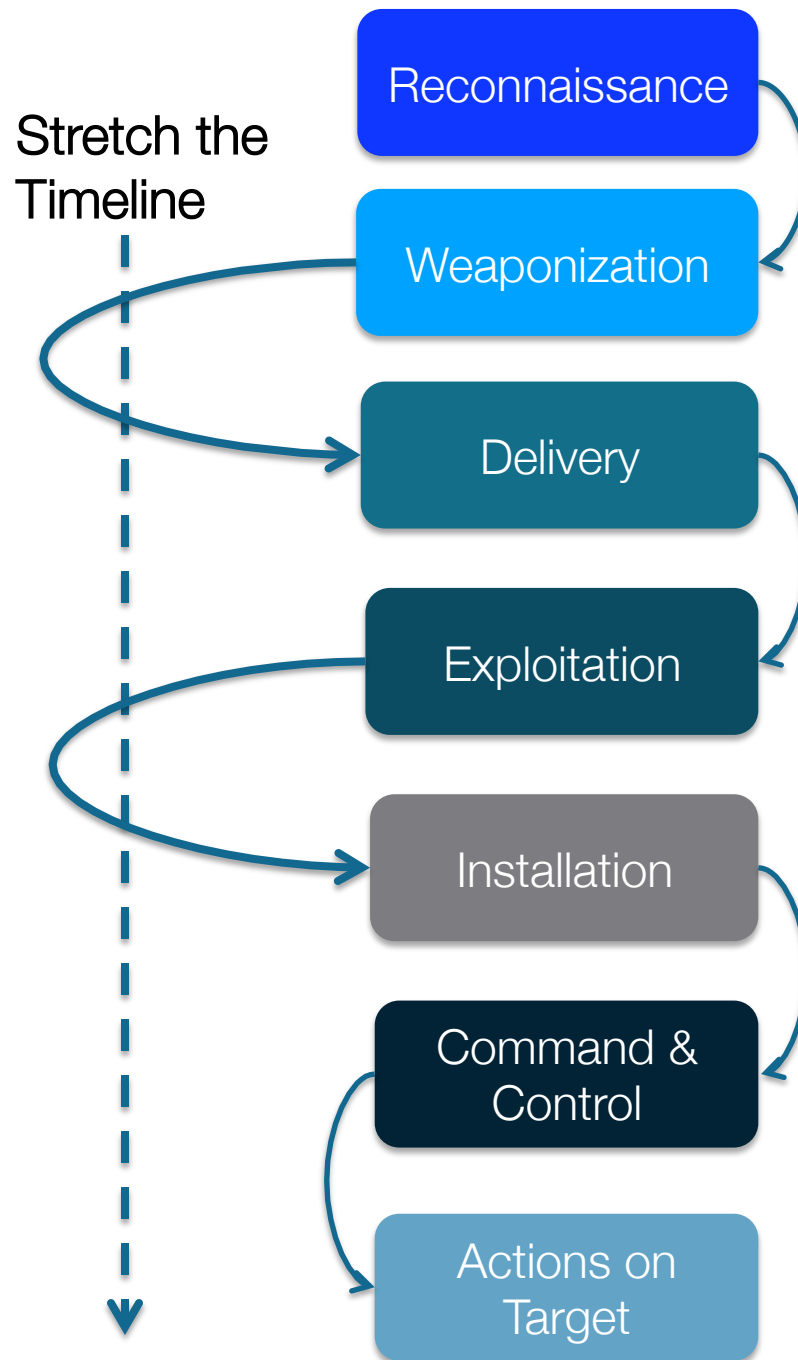 Reconnaissance
Stretch the
Timeline
Weaponization
Delivery
Exploitation
Installation
Command &
Control
Actions on
Target